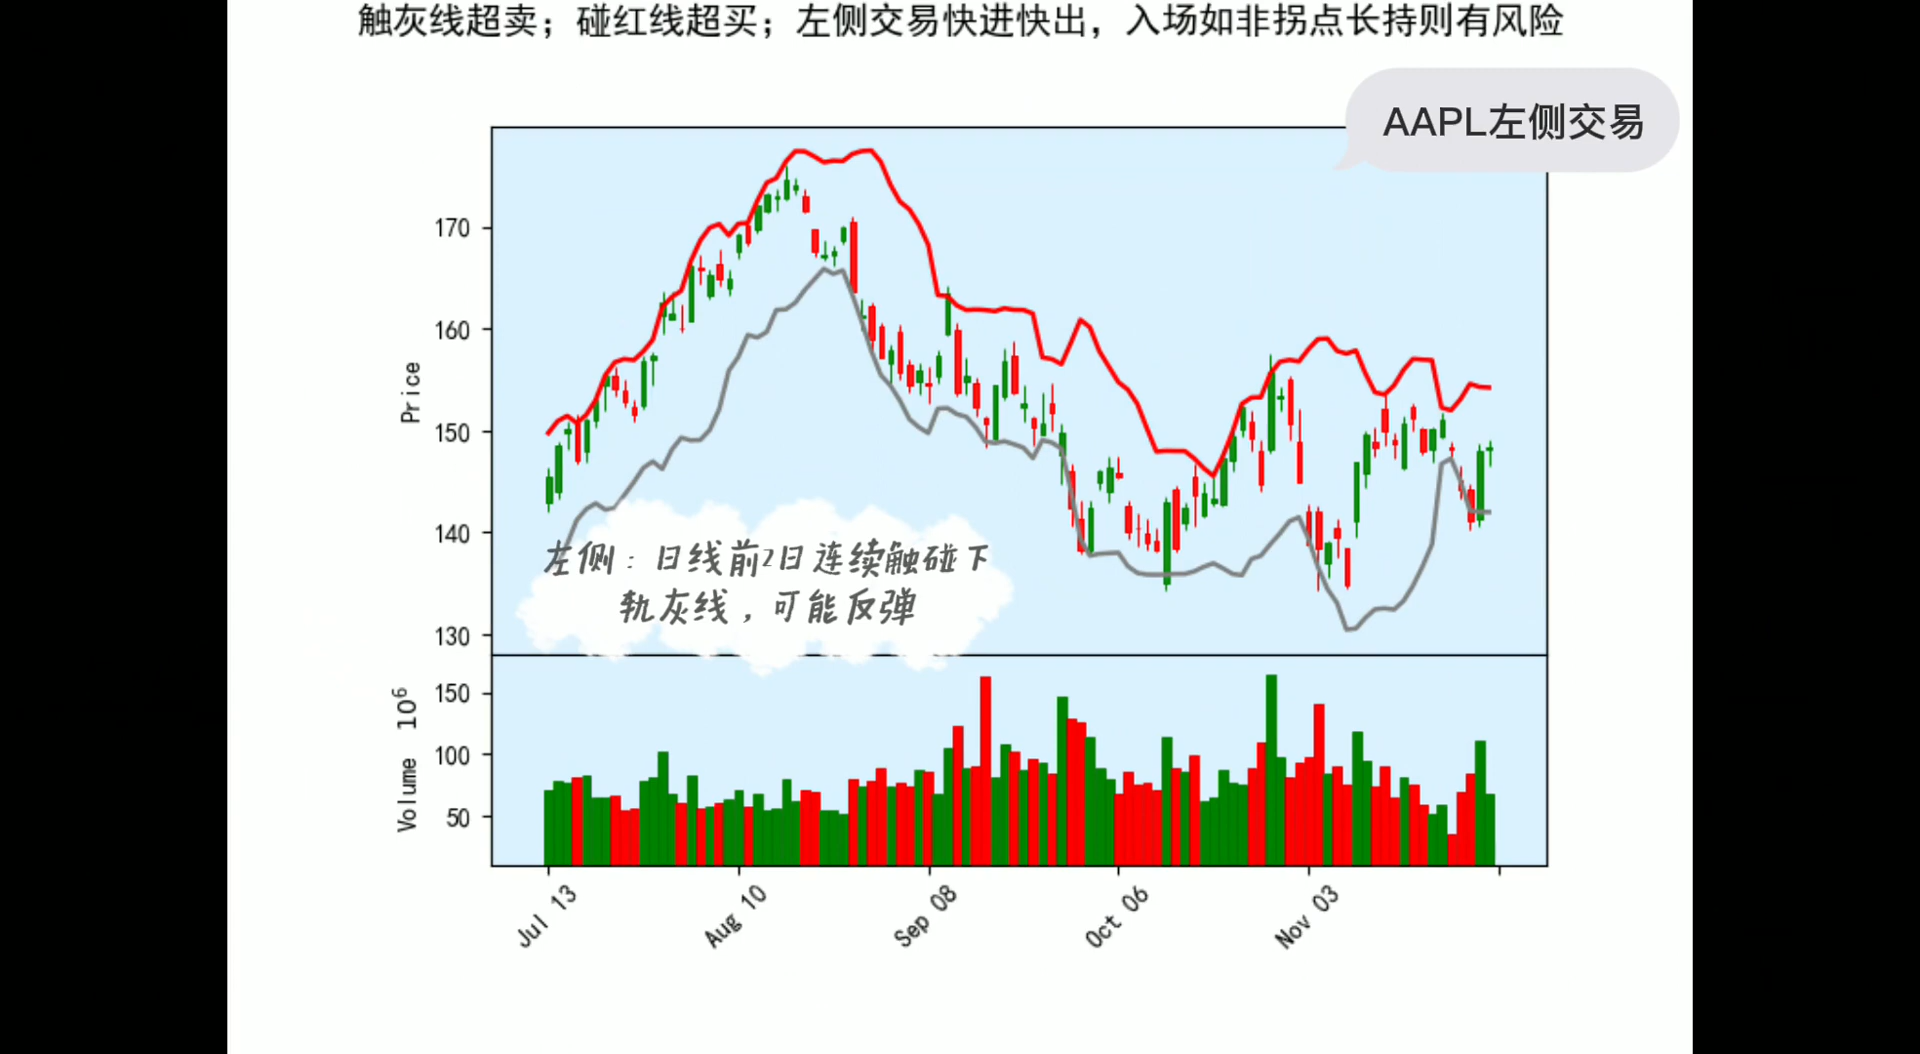 触灰线超卖；碰红线超买；左侧交易快进快出，入场如非拐点长持则有风险
AAPL左侧交易
170
160
150
140
130
Price
左侧：日线前2日连续触碰下
轨灰线，可能反弹
150
100
50
Volume 10^6
Jul 13
Aug 10
Sep 08
Oct 06
Nov 03